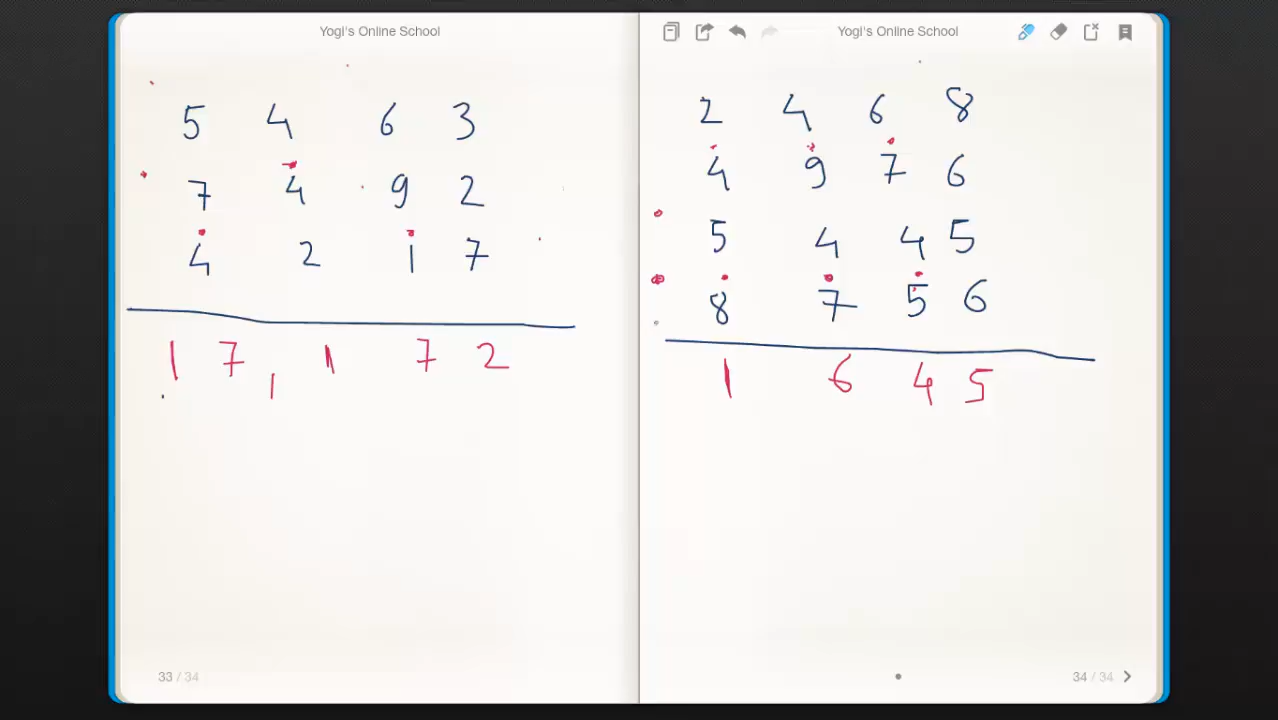 Yogi's Online School
5 4 6 3
7 4 9 2
4 2 1 7
1 7, 1 7 2
33 / 34
Yogi's Online School
2 4 6 8
4 9 7 6
5 4 4 5
8 7 5 6
1 6 4 5
34 / 34